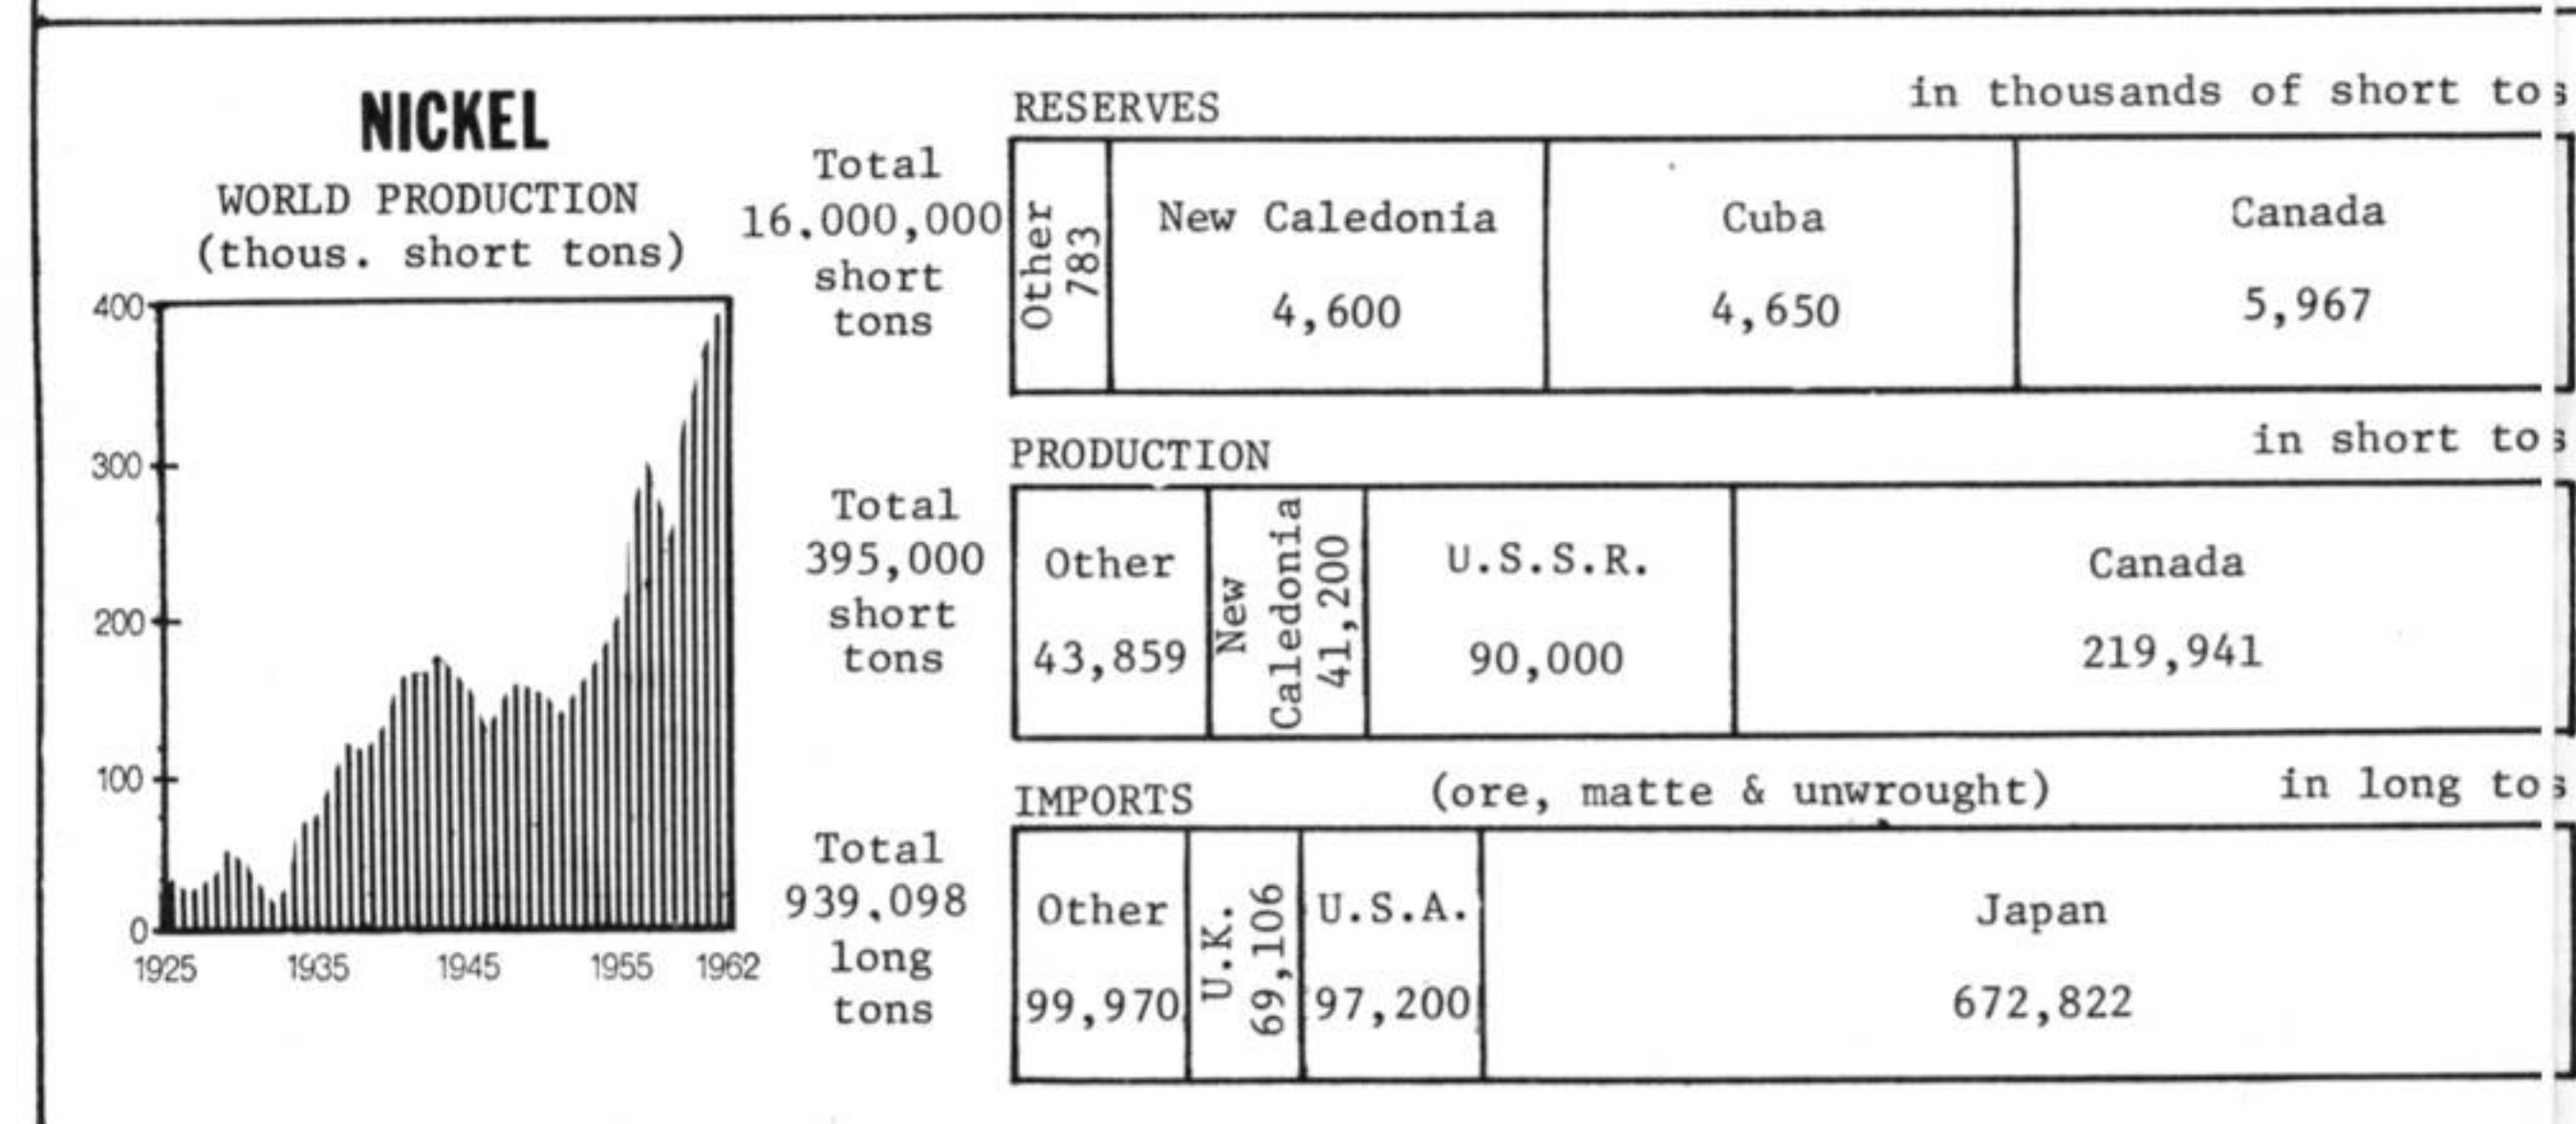 NICKEL
WORLD PRODUCTION
(thous. short tons)
400
300
200
100
0
1925 1935 1945 1955 1962
RESERVES in thousands of short tos
Total
16.000,000
short
tons
Other
783
New Caledonia
4,600
Cuba
4,650
Canada
5,967
PRODUCTION in short tos
Total
395,000
short
tons
Other
43,859
New
Caledonia
41,200
U.S.S.R.
90,000
Canada
219,941
IMPORTS (ore, matte & unwrought) in long tos
Total
939.098
long
tons
Other
99,970
U.K.
69,106
U.S.A.
97,200
Japan
672,822